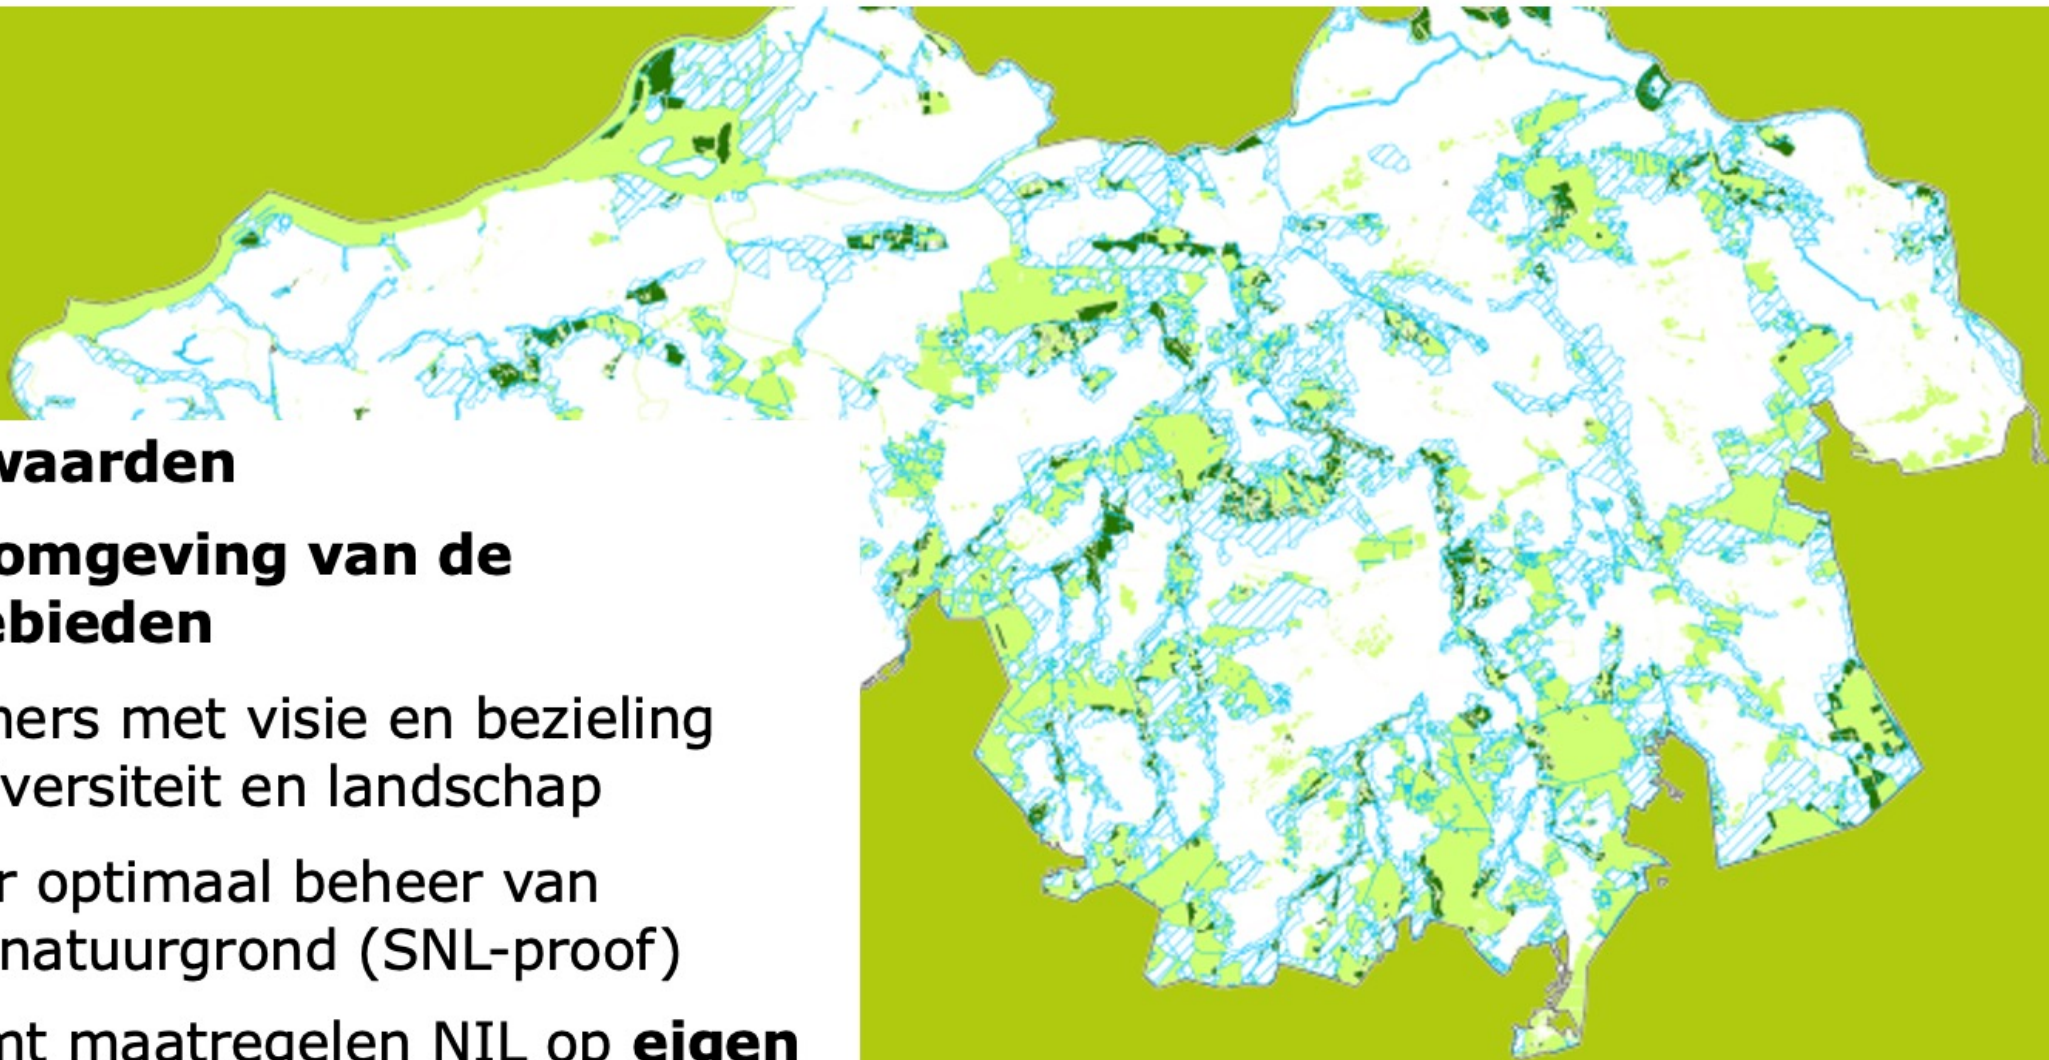 waarden
omgeving van de
ebieden
ners met visie en bezieling
versiteit en landschap
r optimaal beheer van
natuurgrond (SNL-proof)
mt maatregelen NIL op eigen